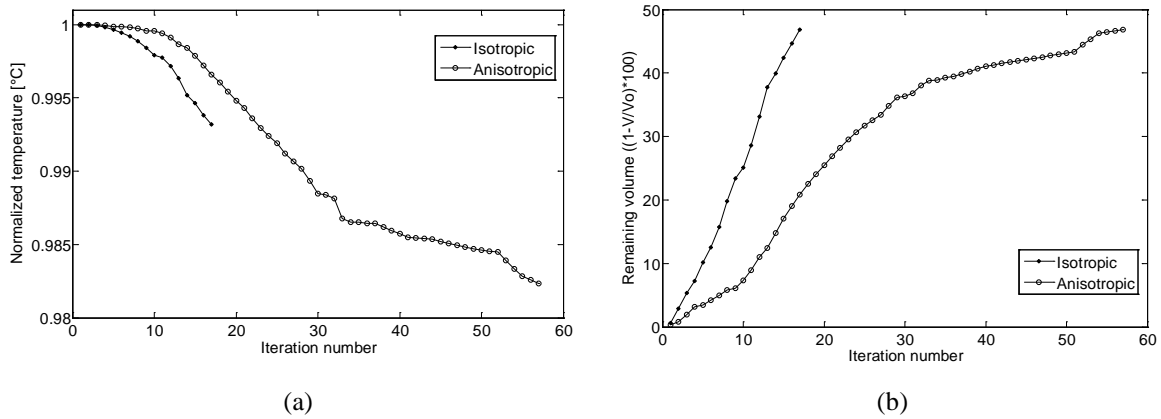 1
0.995
0.99
0.985
0.98
Normalized temperature [°C]
0
10
20
30
40
50
60
Iteration number
Isotropic
Anisotropic
(a)
50
40
30
20
10
0
Remaining volume ((1-V/Vo)*100)
0
10
20
30
40
50
60
Iteration number
Isotropic
Anisotropic
(b)